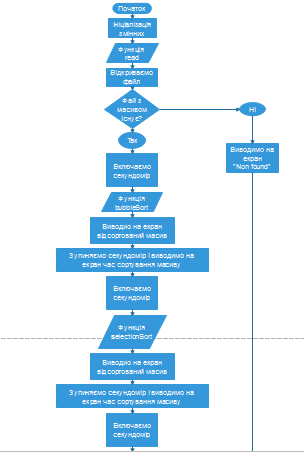 Початок
Ініціалізація
змінних
Функція
read
Відкриваємо
файл
Файл з
масивом
існує?
Ні
Так
Виводимо на
екран
"Non found"
Включаємо
секундомір
Функція
bubbleSort
Виводио на екран
відсортований масив
Зупиняємо секундомір і виводимо на
екран час сортування масиву
Включаємо
секундомір
Функція
selectionSort
Виводио на екран
відсортований масив
Зупиняємо секундомір і виводимо на
екран час сортування масиву
Включаємо
секундомір